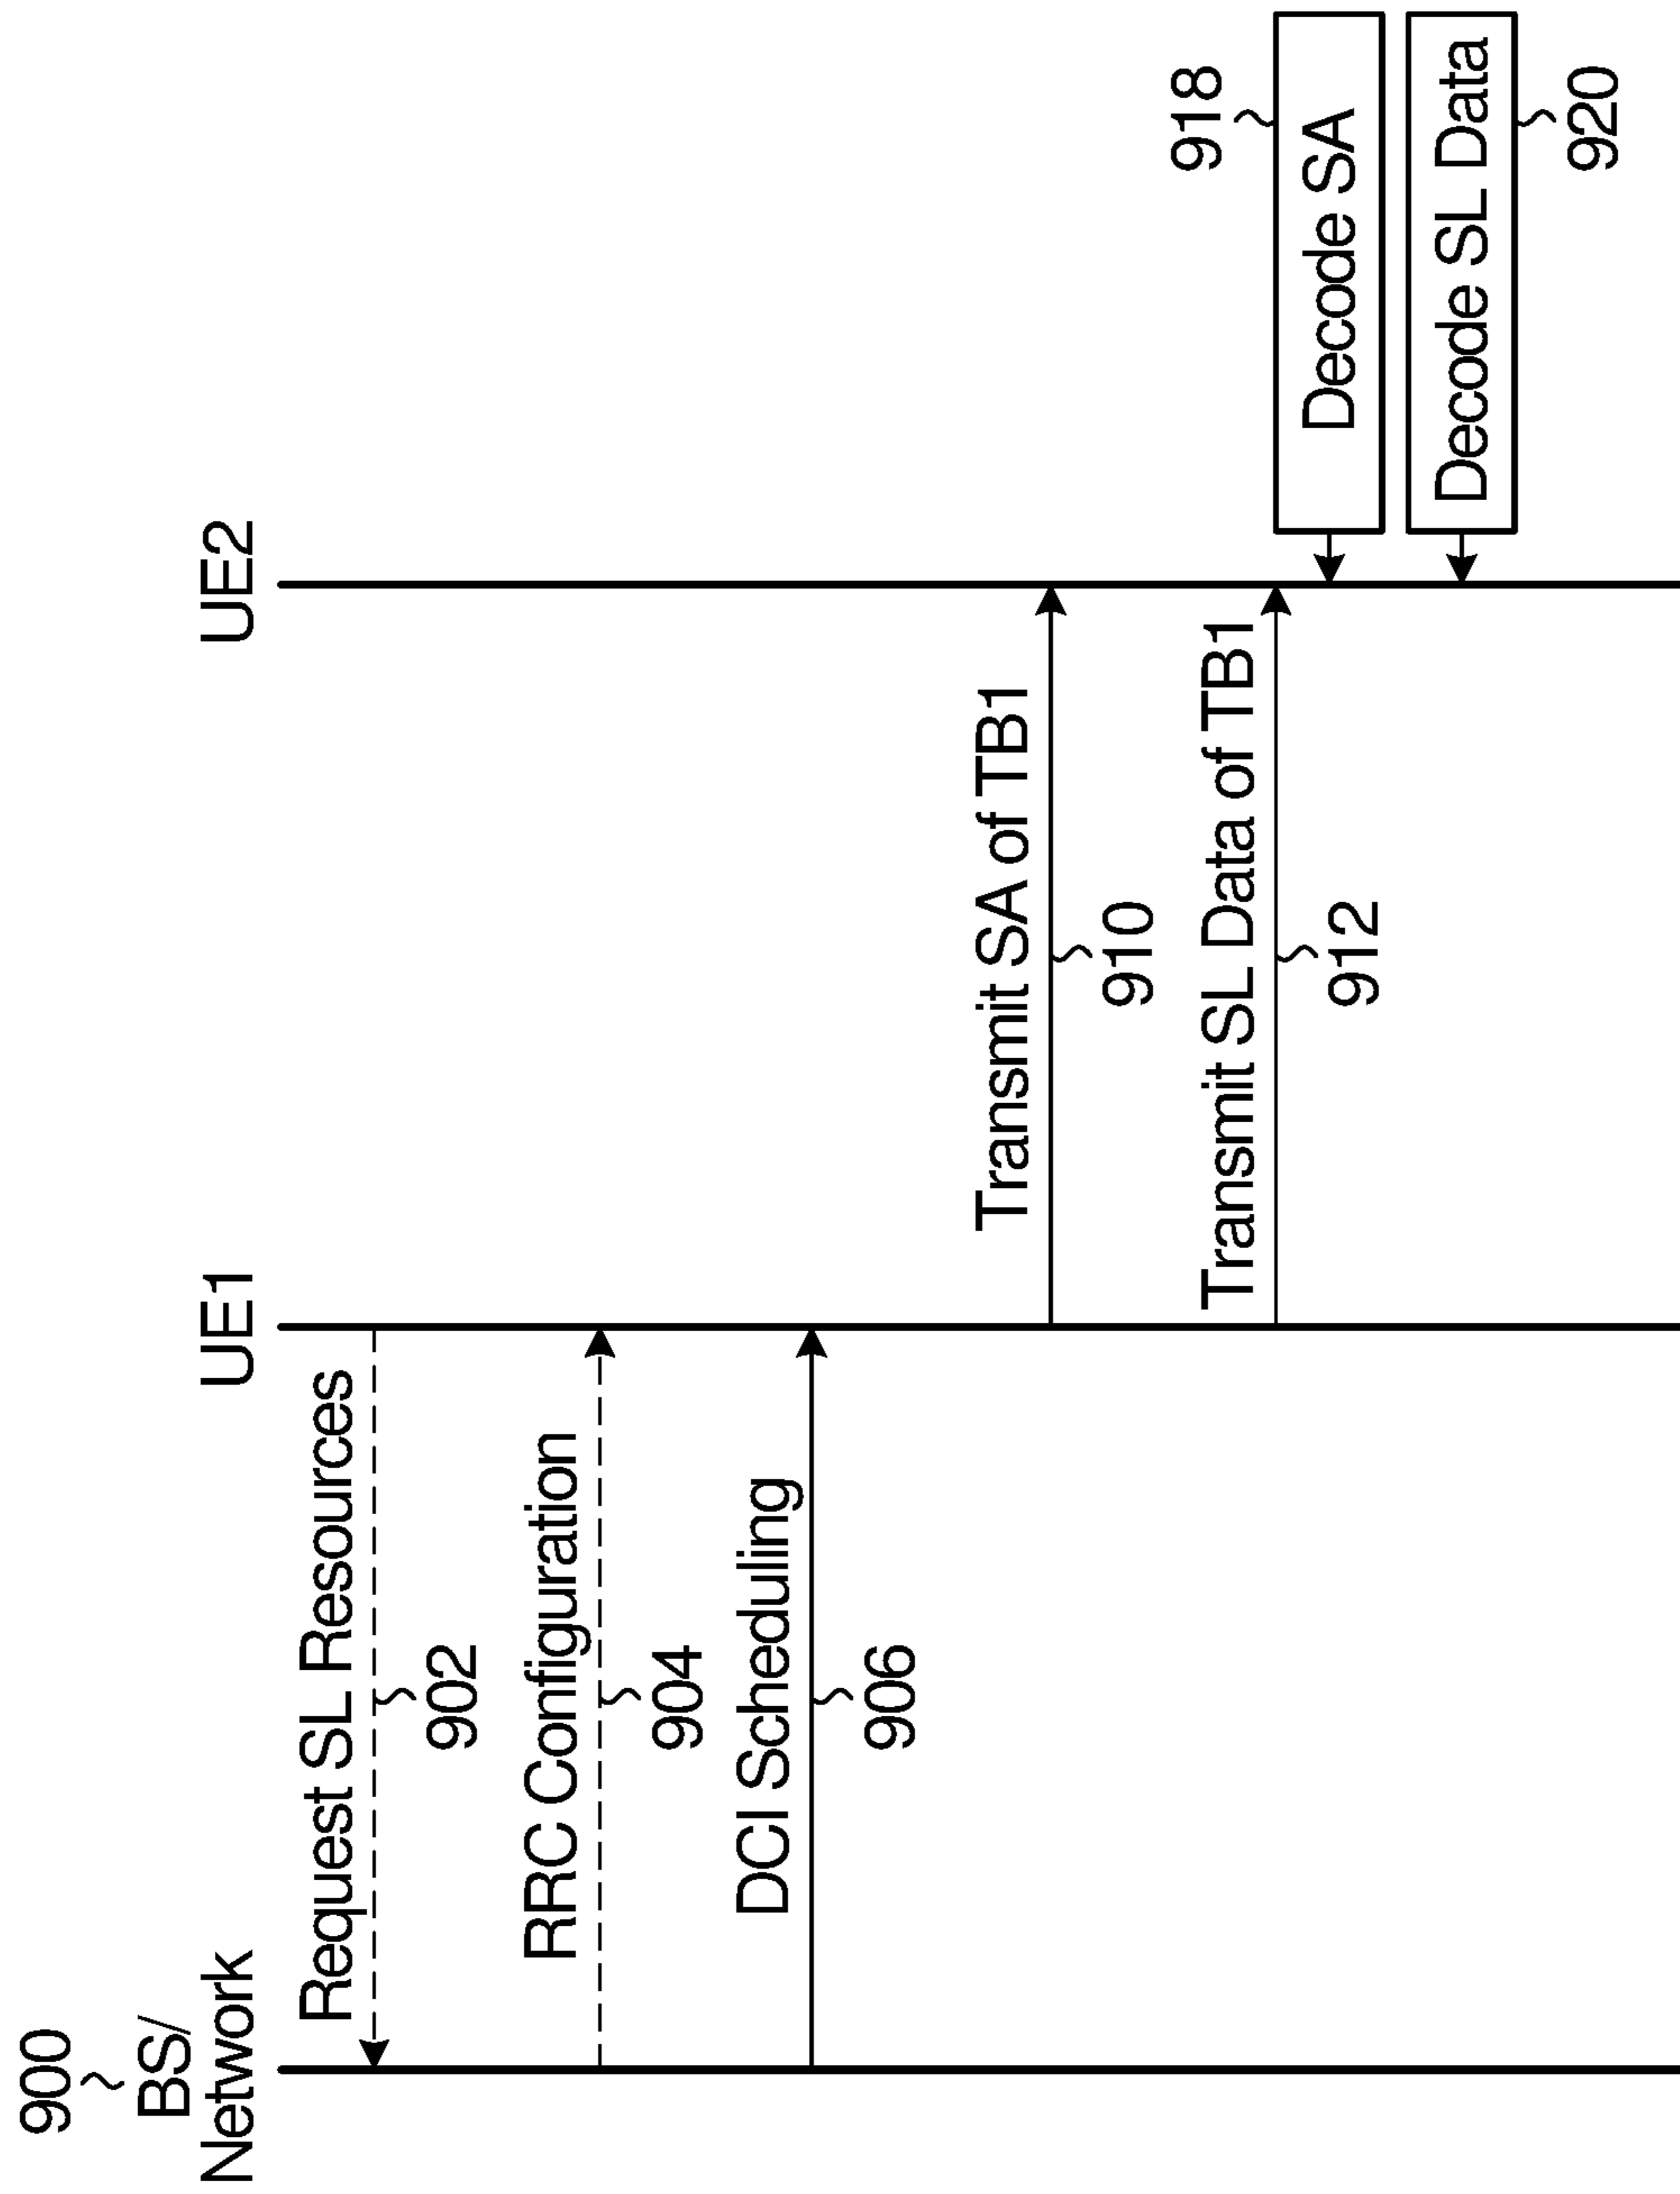 900
BS/
Network
UE1
UE2
Request SL Resources
902
RRC Configuration
904
DCI Scheduling
906
Transmit SA of TB1
910
Transmit SL Data of TB1
912
918
Decode SA
Decode SL Data
920